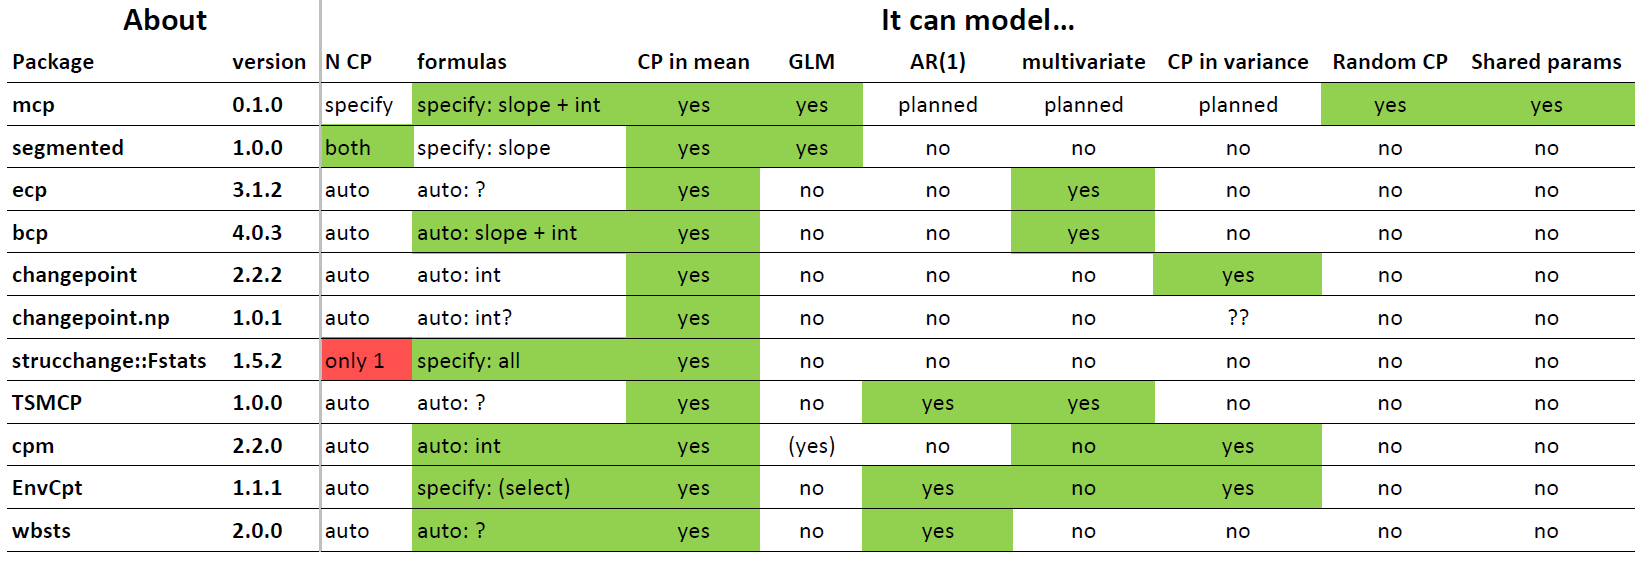 About It can model...
Package version N CP formulas CP in mean GLM AR(1) multivariate CP in variance Random CP Shared params
mcp 0.1.0 specify specify: slope + int yes yes planned planned planned yes yes
segmented 1.0.0 both specify: slope yes yes no no no no no
ecp 3.1.2 auto auto: ? yes no no yes no no no
bcp 4.0.3 auto auto: slope + int yes no no yes no no no
changepoint 2.2.2 auto auto: int yes no no no yes no no
changepoint.np 1.0.1 auto auto: int? yes no no no ?? no no
strucchange::Fstats 1.5.2 only 1 specify: all yes no no no no no no
TSMCP 1.0.0 auto auto: ? yes no yes yes no no no
cpm 2.2.0 auto auto: int yes (yes) no no yes no no
EnvCpt 1.1.1 auto specify: (select) yes no yes no yes no no
wbsts 2.0.0 auto auto: ? yes no yes no no no no